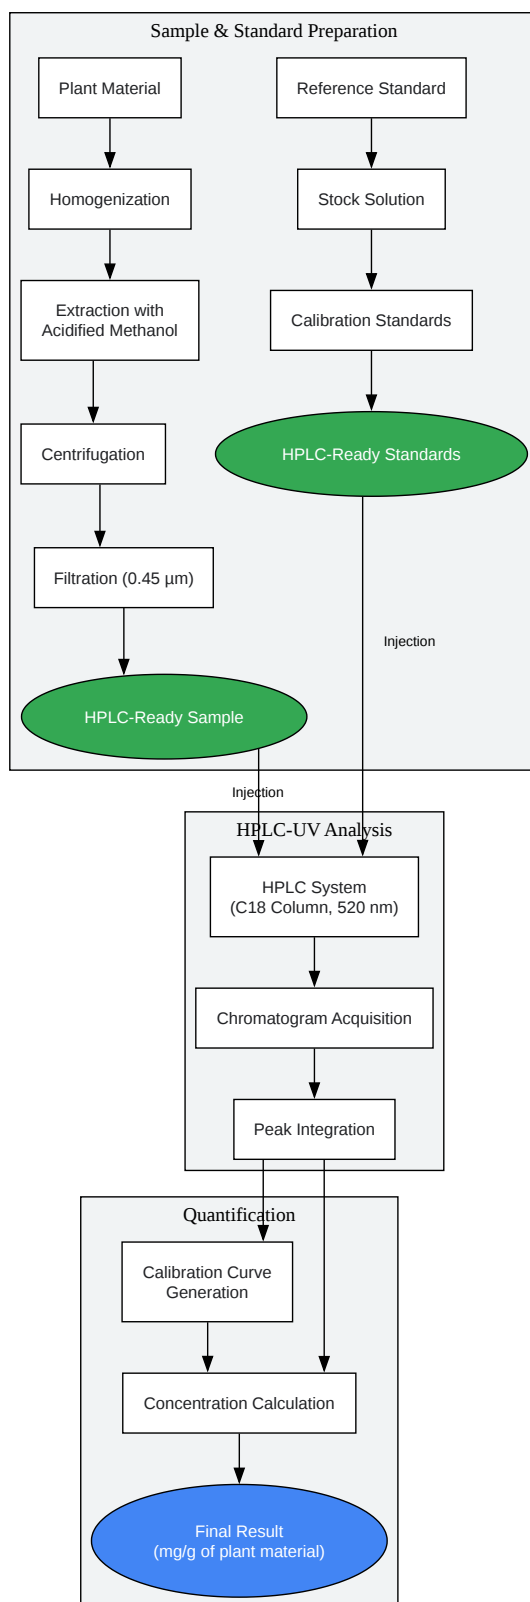 Sample & Standard Preparation
Plant Material
Reference Standard
Homogenization
Stock Solution
Extraction with
Acidified Methanol
Calibration Standards
Centrifugation
HPLC-Ready Standards
Filtration (0.45 µm)
Injection
HPLC-Ready Sample
Injection
HPLC-UV Analysis
HPLC System
(C18 Column, 520 nm)
Chromatogram Acquisition
Peak Integration
Quantification
Calibration Curve
Generation
Concentration Calculation
Final Result
(mg/g of plant material)